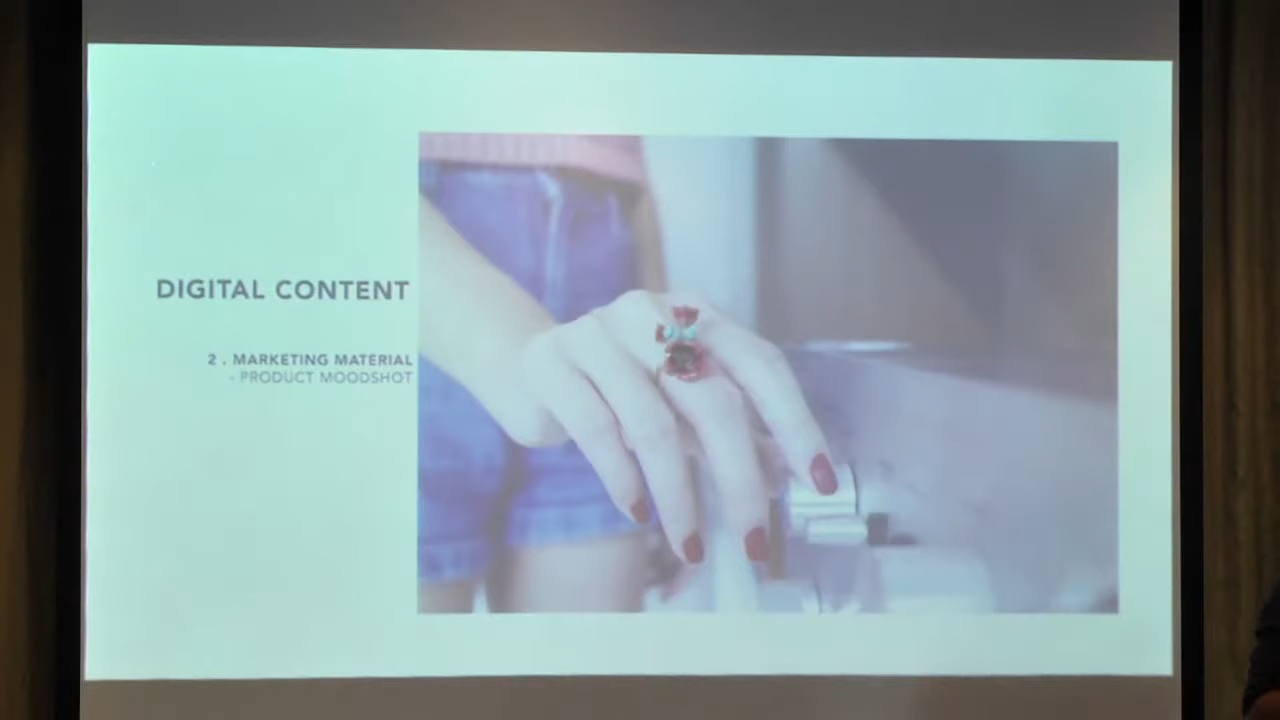 DIGITAL CONTENT
2 . MARKETING MATERIAL
- PRODUCT MOODSHOT